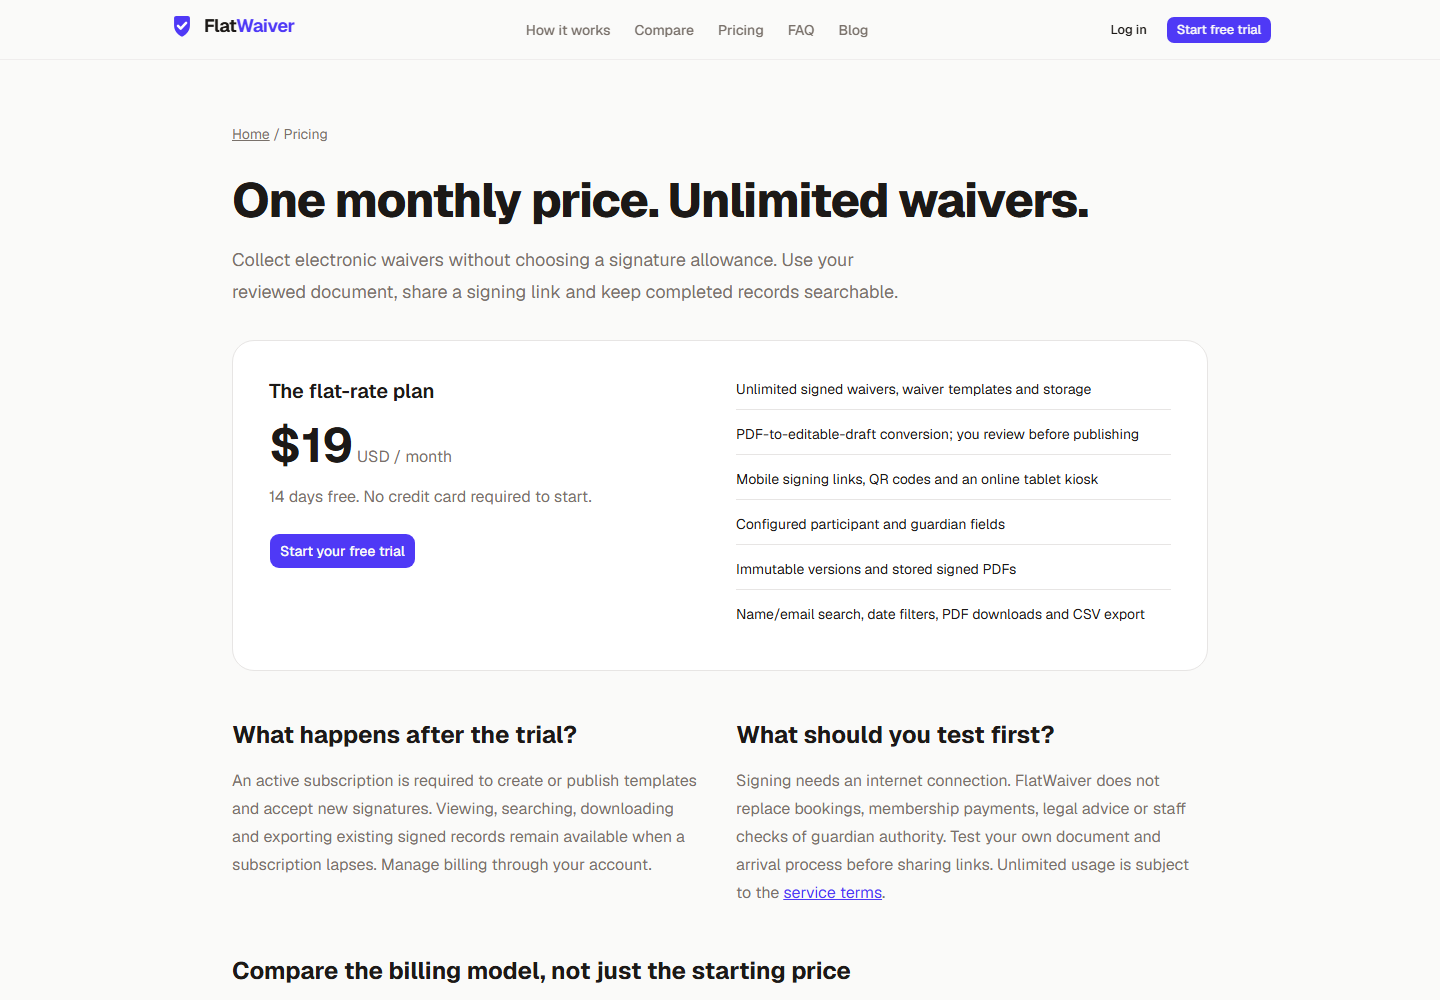 FlatWaiver
How it works
Compare
Pricing
FAQ
Blog
Log in
Start free trial
Home / Pricing
One monthly price. Unlimited waivers.
Collect electronic waivers without choosing a signature allowance. Use your
reviewed document, share a signing link and keep completed records searchable.
The flat-rate plan
$19 USD / month
14 days free. No credit card required to start.
Start your free trial
Unlimited signed waivers, waiver templates and storage
PDF-to-editable-draft conversion; you review before publishing
Mobile signing links, QR codes and an online tablet kiosk
Configured participant and guardian fields
Immutable versions and stored signed PDFs
Name/email search, date filters, PDF downloads and CSV export
What happens after the trial?
An active subscription is required to create or publish templates
and accept new signatures. Viewing, searching, downloading
and exporting existing signed records remain available when a
subscription lapses. Manage billing through your account.
What should you test first?
Signing needs an internet connection. FlatWaiver does not
replace bookings, membership payments, legal advice or staff
checks of guardian authority. Test your own document and
arrival process before sharing links. Unlimited usage is subject
to the service terms.
Compare the billing model, not just the starting price